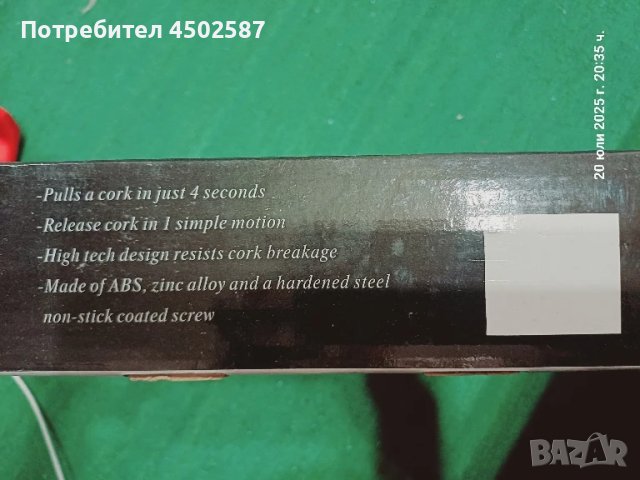 Потребител 4502587
20 юли 2025 г. 20:35 ч.
-Pulls a cork in just 4 seconds
-Release cork in 1 simple motion
-High tech design resists cork breakage
-Made of ABS, zinc alloy and a hardened steel
non-stick coated screw
BAZAR